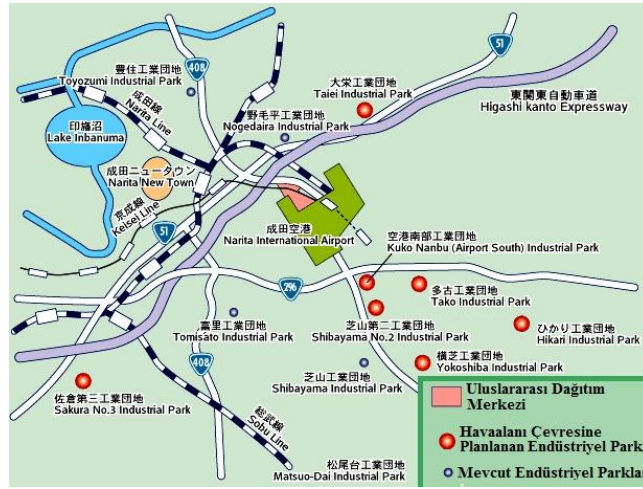 51
408
豊住工業団地
Toyozumi Industrial Park
大栄工業団地
Taiei Industrial Park
東関東自動車道
Higashi kanto Expressway
成田線
Narita Line
野毛平工業団地
Nogedaira Industrial Park
印旛沼
Lake Inbanuma
成田ニュータウン
Narita New Town
京成線
Keisei Line
51
成田空港
Narita International Airport
空港南部工業団地
Kuko Nanbu (Airport South) Industrial Park
296
多古工業団地
Tako Industrial Park
富里工業団地
Tomisato Industrial Park
芝山第二工業団地
Shibayama No.2 Industrial Park
ひかり工業団地
Hikari Industrial Park
408
芝山工業団地
Shibayama Industrial Park
横芝工業団地
Yokoshiba Industrial Park
佐倉第三工業団地
Sakura No.3 Industrial Park
総武線
Sobu Line
松尾台工業団地
Matsuo-Dai Industrial Park
Uluslararası Dağıtım
Merkezi
Havaalanı Çevresine
Planlanan Endüstriyel Park
Mevcut Endüstriyel Parklar